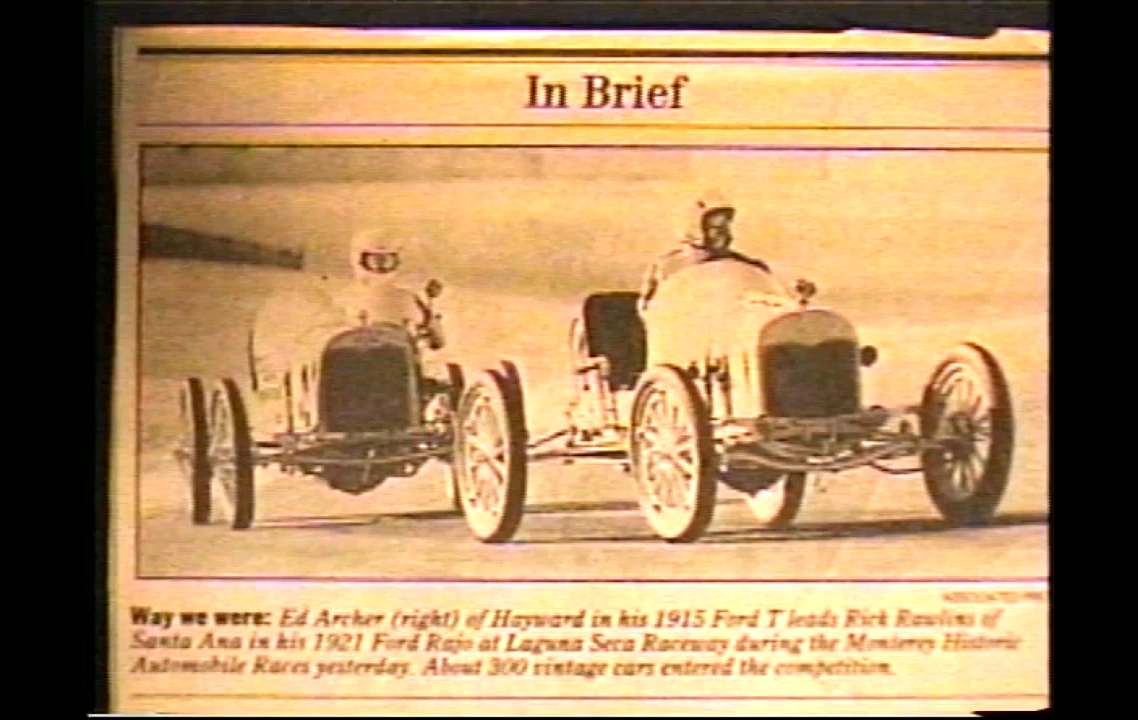 In Brief
Way we were: Ed Archer (right) of Hayward in his 1915 Ford T leads Rick Rawlins of
Santa Ana in his 1921 Ford Rajo at Laguna Seca Raceway during the Monterey Historic
Automobile Races yesterday. About 300 vintage cars entered the competition.